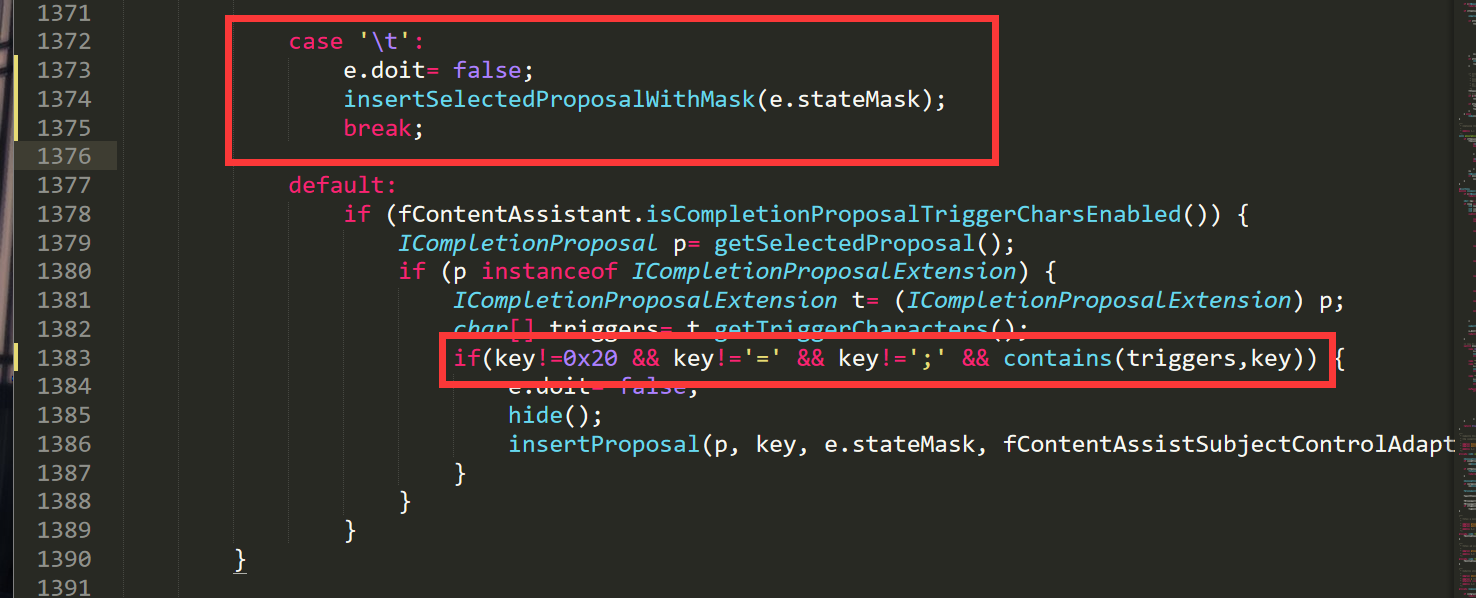 1371
1372 case '\t':
1373 e.doit= false;
1374 insertSelectedProposalWithMask(e.stateMask);
1375 break;
1376
1377 default:
1378 if (fContentAssistant.isCompletionProposalTriggerCharsEnabled()) {
1379 ICompletionProposal p= getSelectedProposal();
1380 if (p instanceof ICompletionProposalExtension) {
1381 ICompletionProposalExtension t= (ICompletionProposalExtension) p;
1382 char[] triggers= t.getTriggerCharacters();
1383 if(key!=0x20 && key!='=' && key!=';' && contains(triggers,key)) {
1384 e.doit= false;
1385 hide();
1386 insertProposal(p, key, e.stateMask, fContentAssistSubjectControlAdapt
1387 }
1388 }
1389 }
1390 }
1391